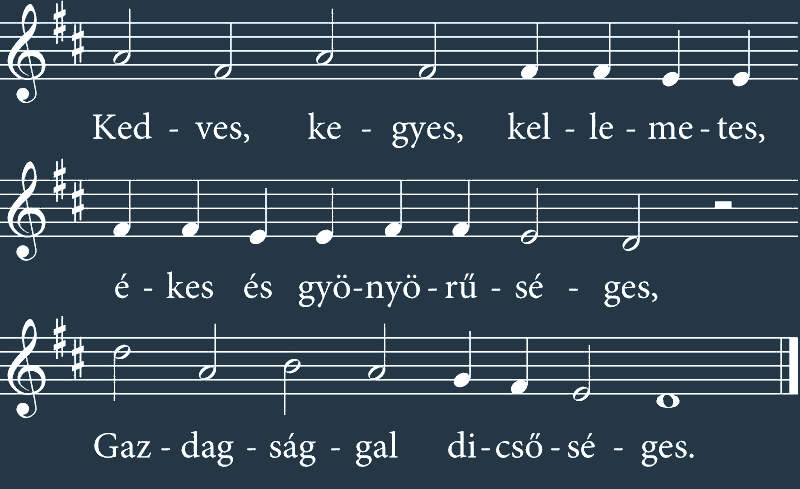 Ked - ves, ke - gyes, kel - le - me - tes,
é - kes és gyö - nyö - rű - sé - ges,
Gaz - dag - ság - gal di - cső - sé - ges.